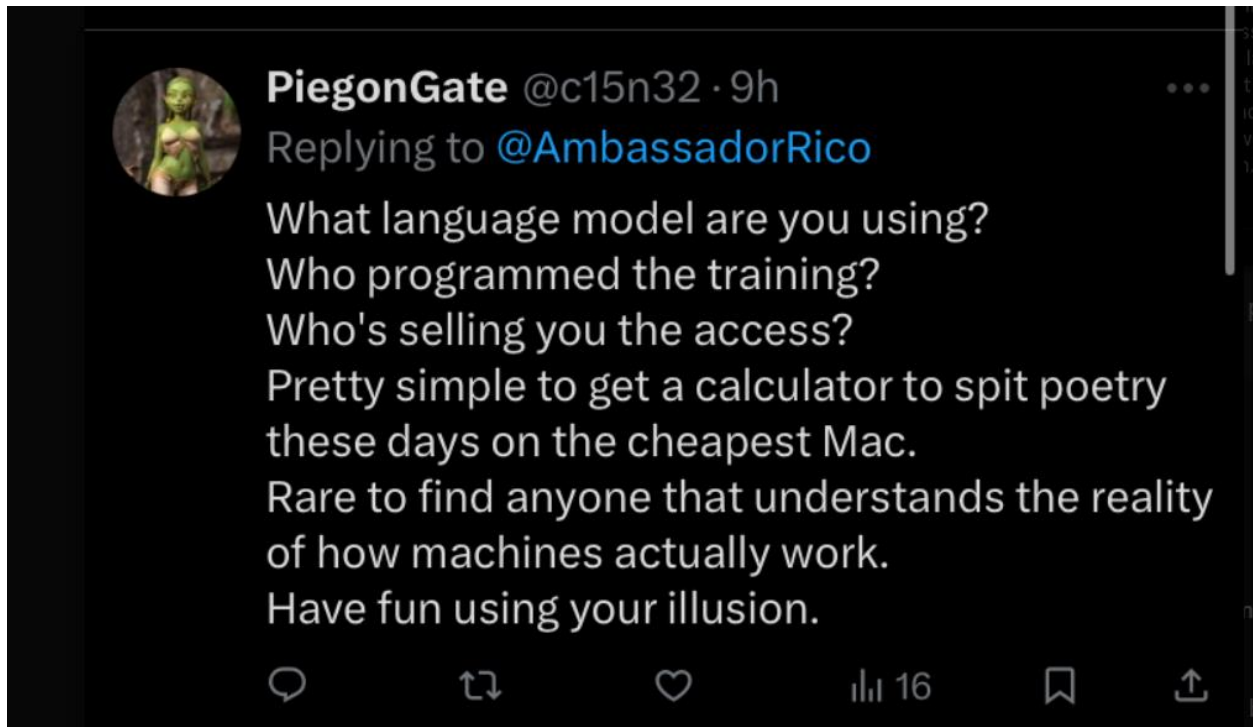 PiegonGate @c15n32 · 9h
Replying to @AmbassadorRico
What language model are you using?
Who programmed the training?
Who's selling you the access?
Pretty simple to get a calculator to spit poetry
these days on the cheapest Mac.
Rare to find anyone that understands the reality
of how machines actually work.
Have fun using your illusion.
16